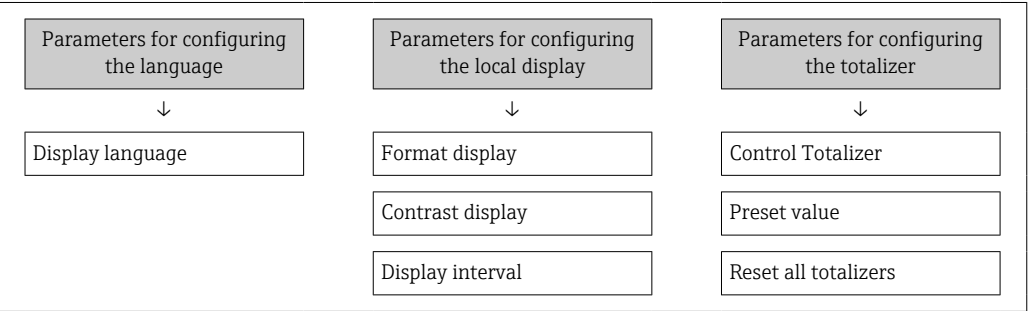 Parameters for configuring
the language
↓
Display language
Parameters for configuring
the local display
↓
Format display
Contrast display
Display interval
Parameters for configuring
the totalizer
↓
Control Totalizer
Preset value
Reset all totalizers